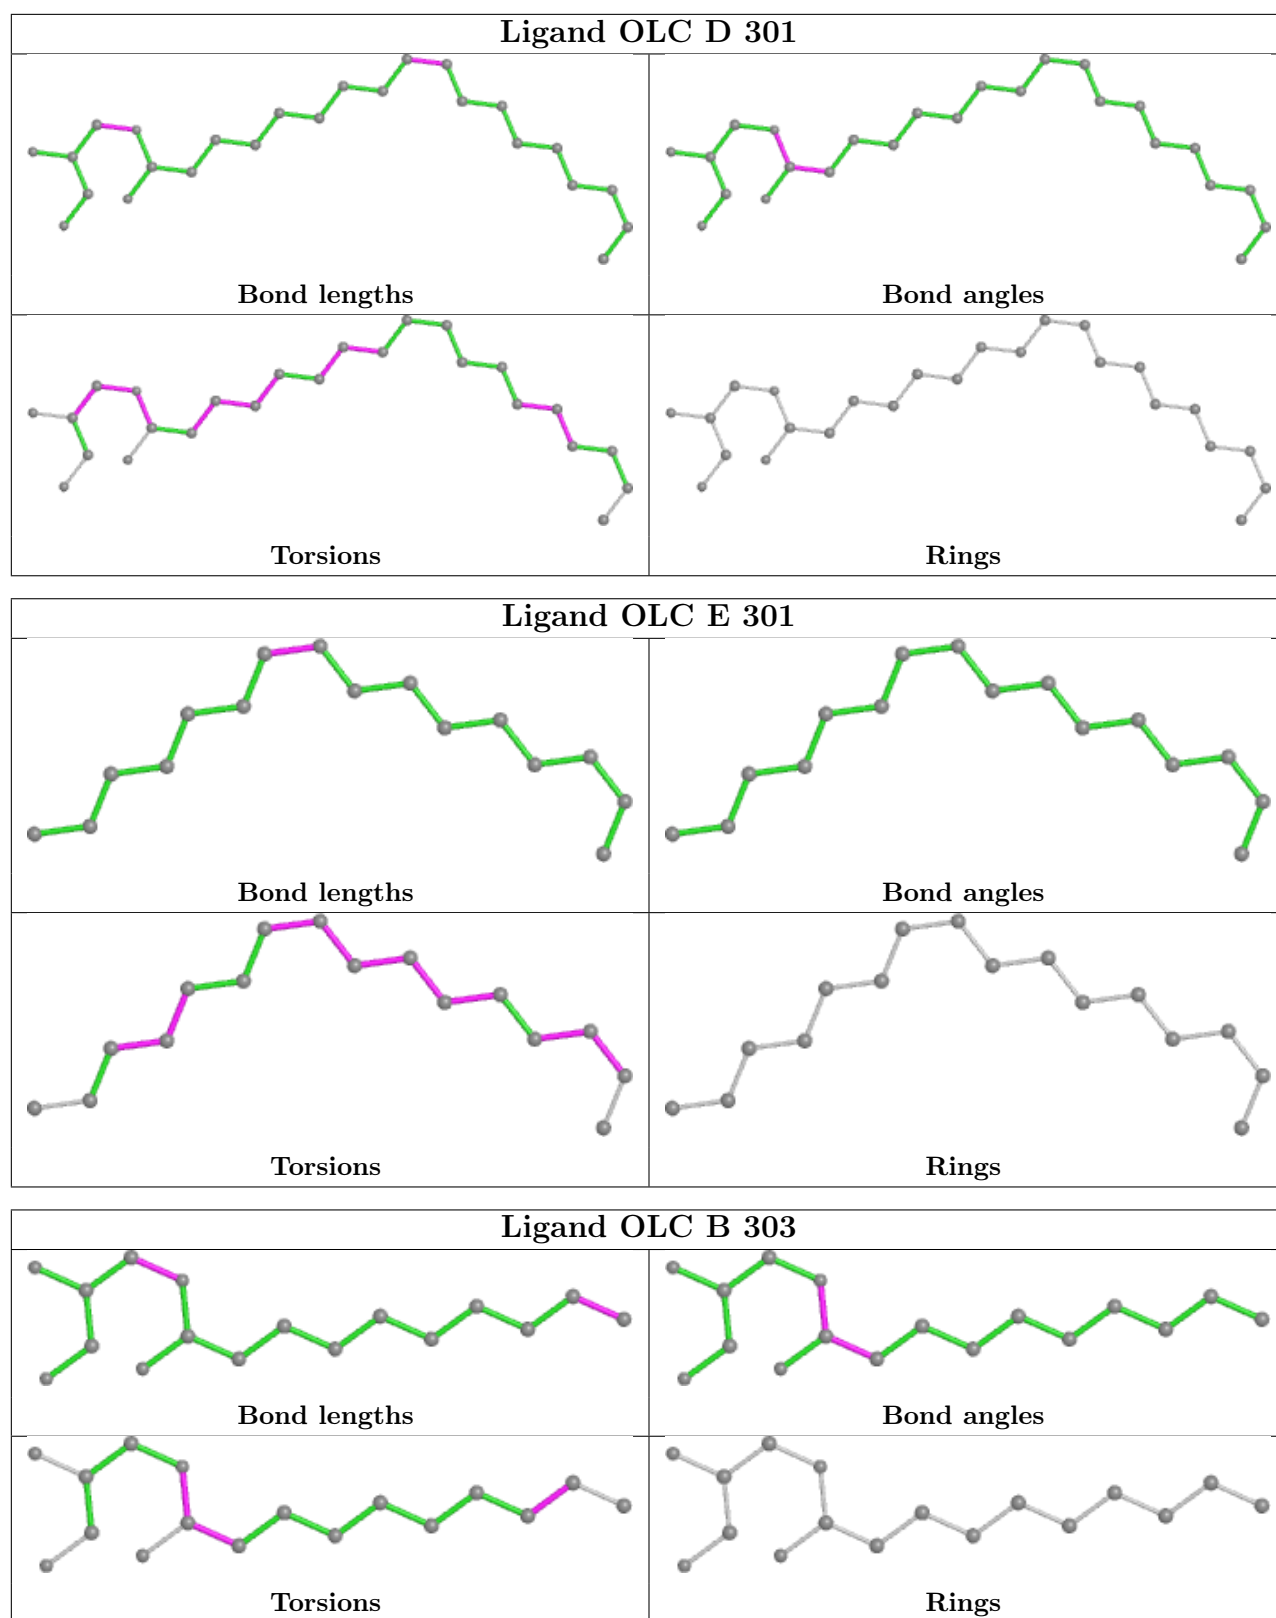 Ligand OLC D 301
Bond lengths
Bond angles
Torsions
Rings
Ligand OLC E 301
Bond lengths
Bond angles
Torsions
Rings
Ligand OLC B 303
Bond lengths
Bond angles
Torsions
Rings